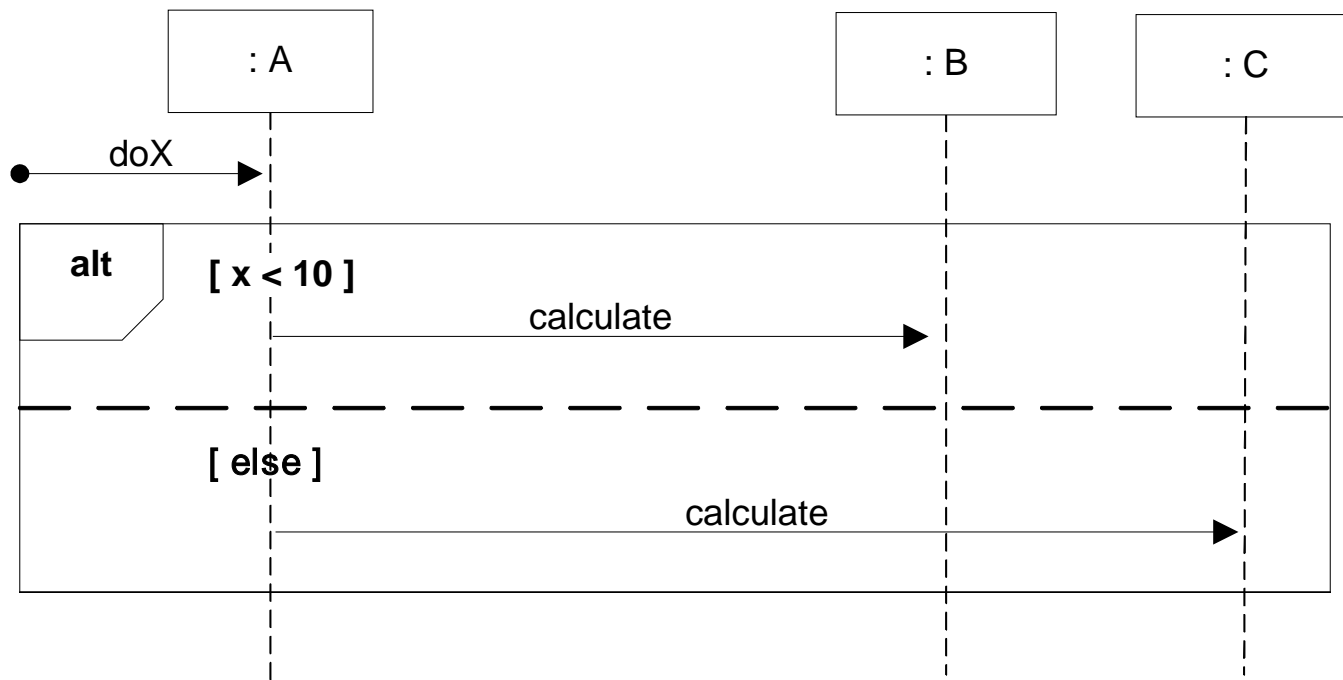 : A
: B
: C
doX
alt
[ x < 10 ]
calculate
[ else ]
calculate